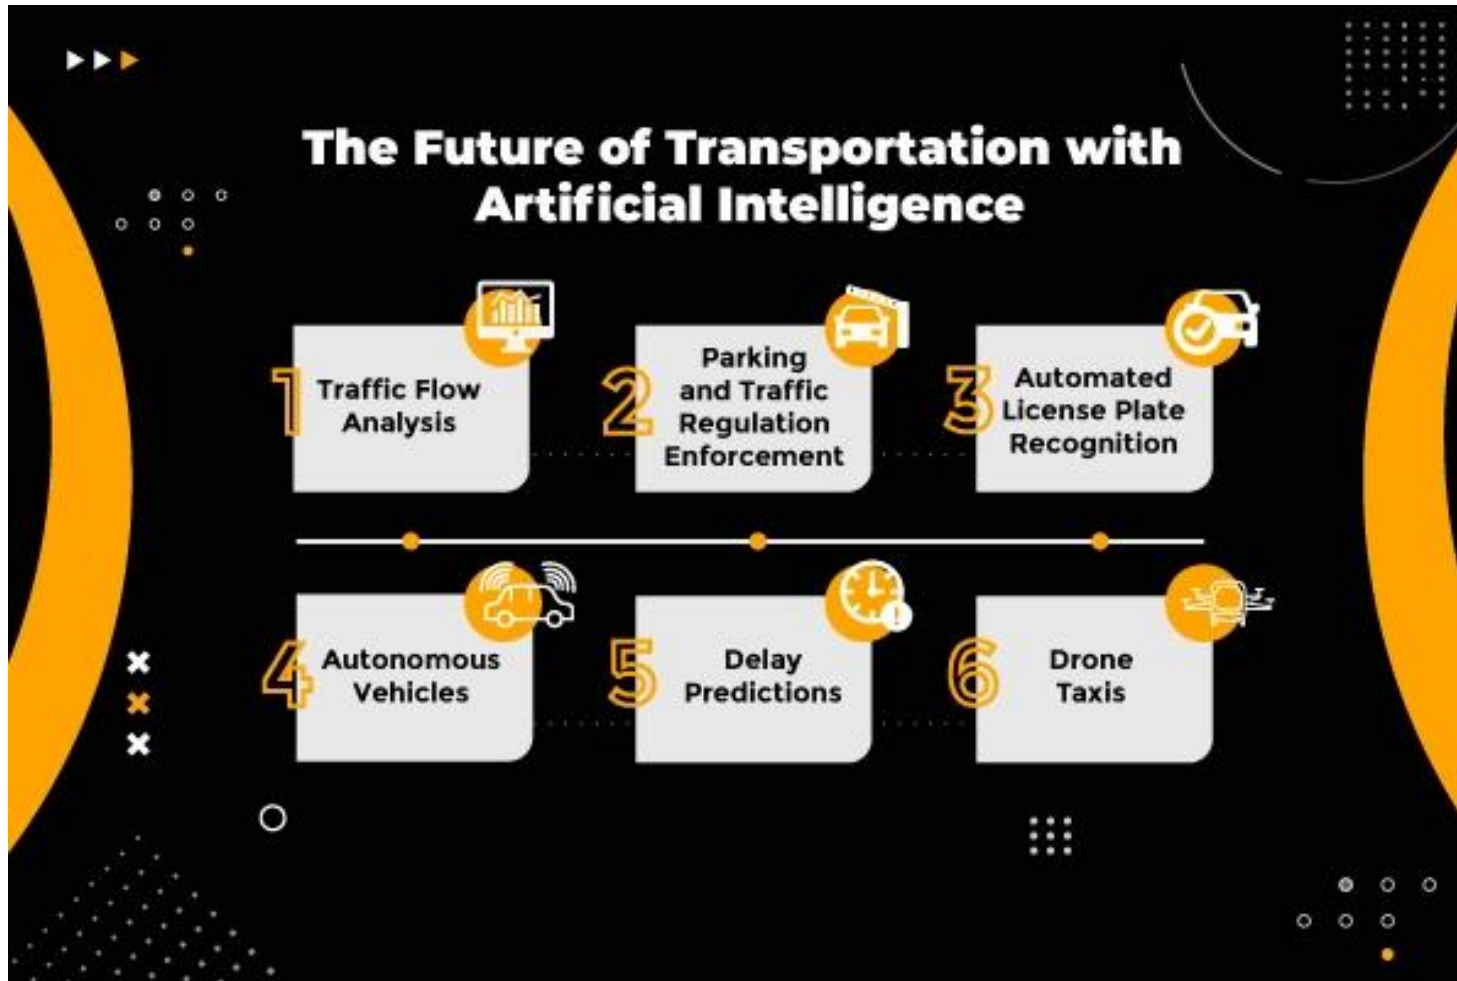 The Future of Transportation with
Artificial Intelligence
1
Traffic Flow
Analysis
2
Parking
and Traffic
Regulation
Enforcement
3
Automated
License Plate
Recognition
4
Autonomous
Vehicles
5
Delay
Predictions
6
Drone
Taxis